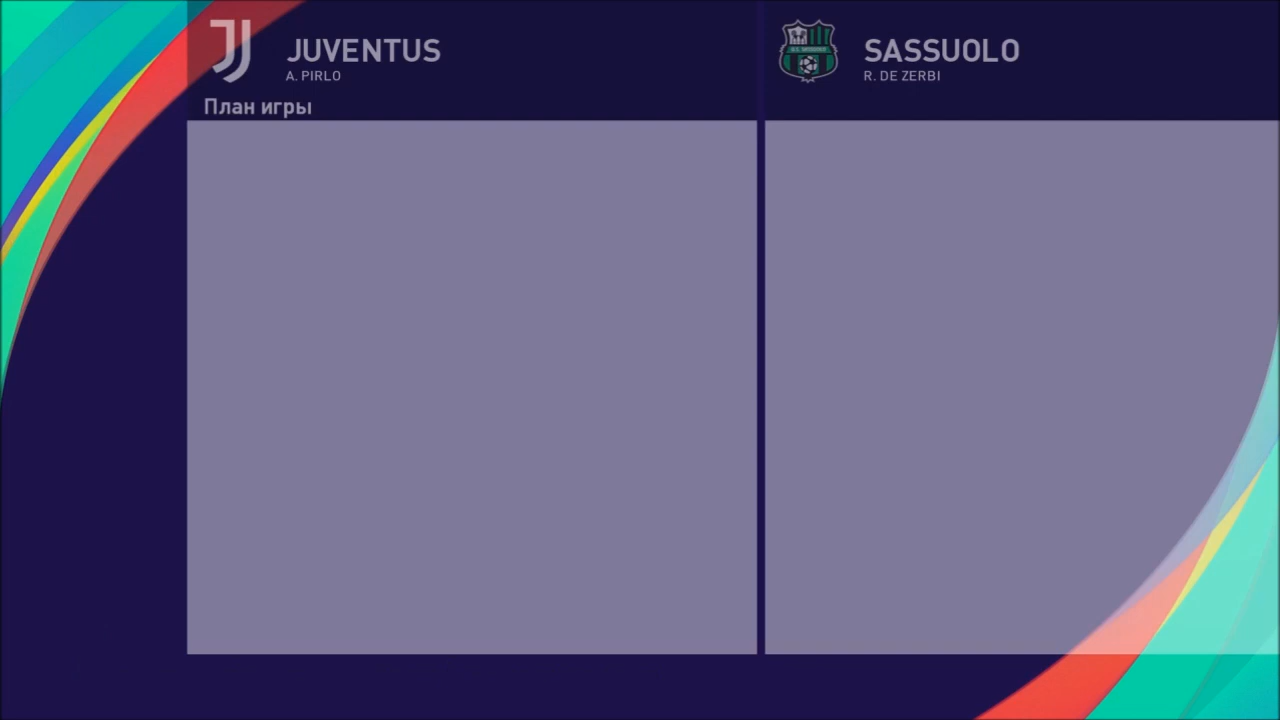 JUVENTUS
A. PIRLO
SASSUOLO
R. DE ZERBI
План игры